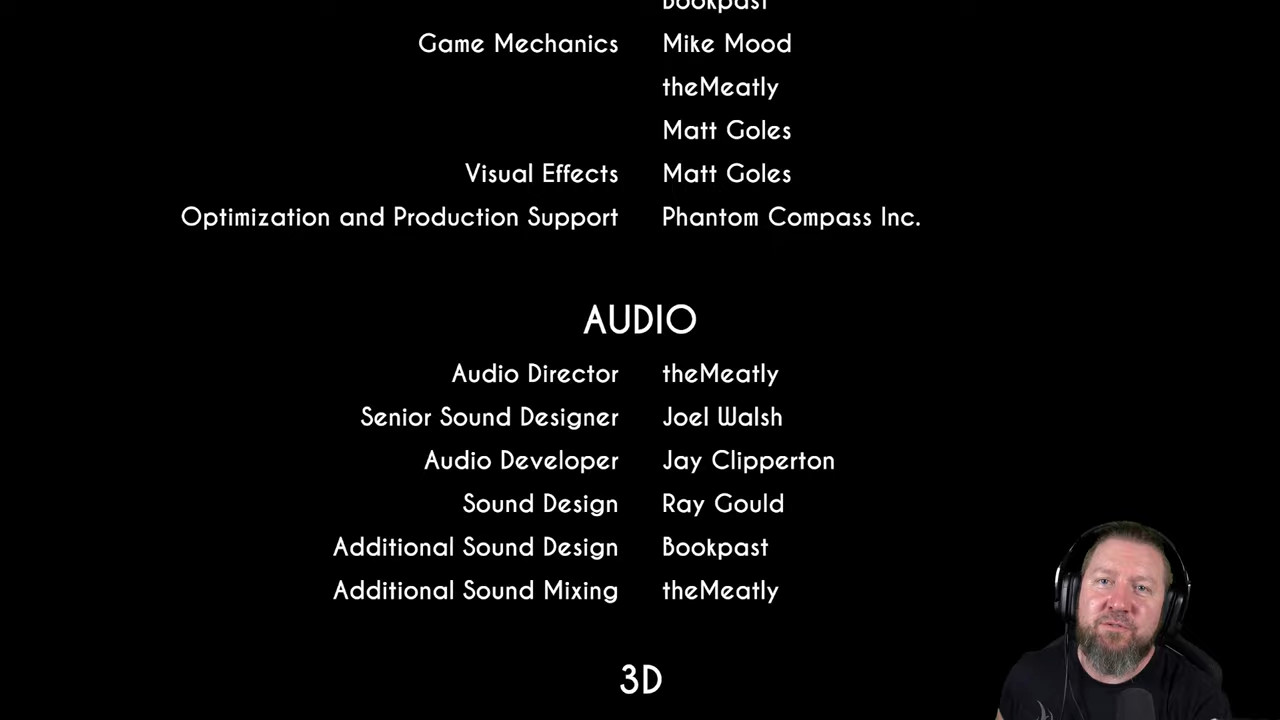 Bookpast
Game Mechanics Mike Mood
theMeatly
Matt Goles
Visual Effects Matt Goles
Optimization and Production Support Phantom Compass Inc.
AUDIO
Audio Director theMeatly
Senior Sound Designer Joel Walsh
Audio Developer Jay Clipperton
Sound Design Ray Gould
Additional Sound Design Bookpast
Additional Sound Mixing theMeatly
3D